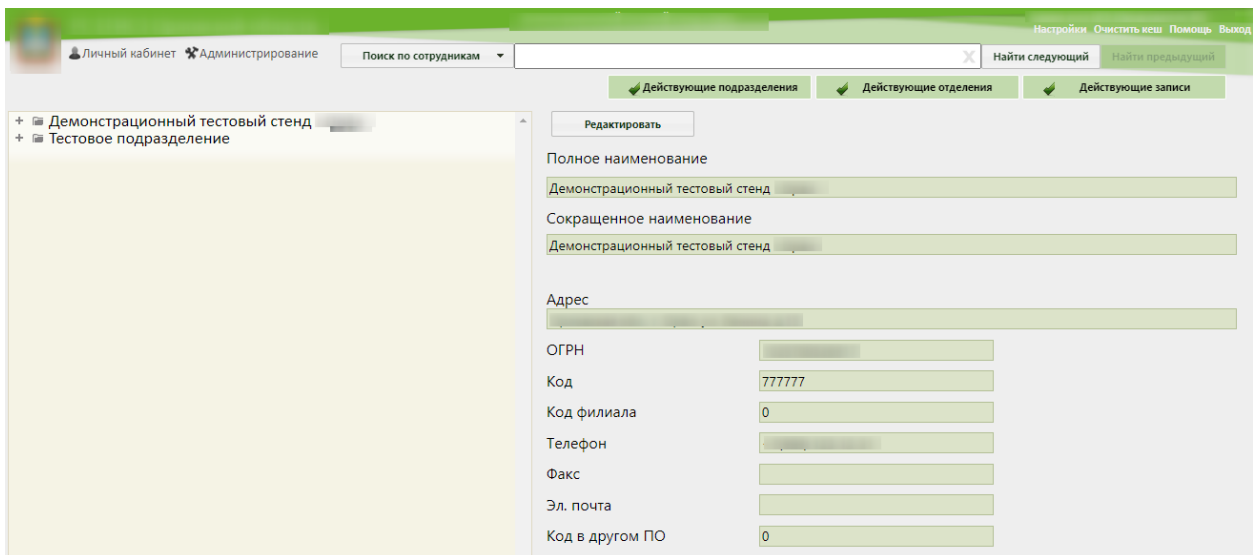 Настройки Очистить кеш Помощь Выход
Личный кабинет Администрирование Поиск по сотрудникам Найти следующий Найти предыдущий
Действующие подразделения Действующие отделения Действующие записи
Демонстрационный тестовый стенд
Тестовое подразделение
Редактировать
Полное наименование
Демонстрационный тестовый стенд
Сокращенное наименование
Демонстрационный тестовый стенд
Адрес
ОГРН
Код 777777
Код филиала 0
Телефон
Факс
Эл. почта
Код в другом ПО 0